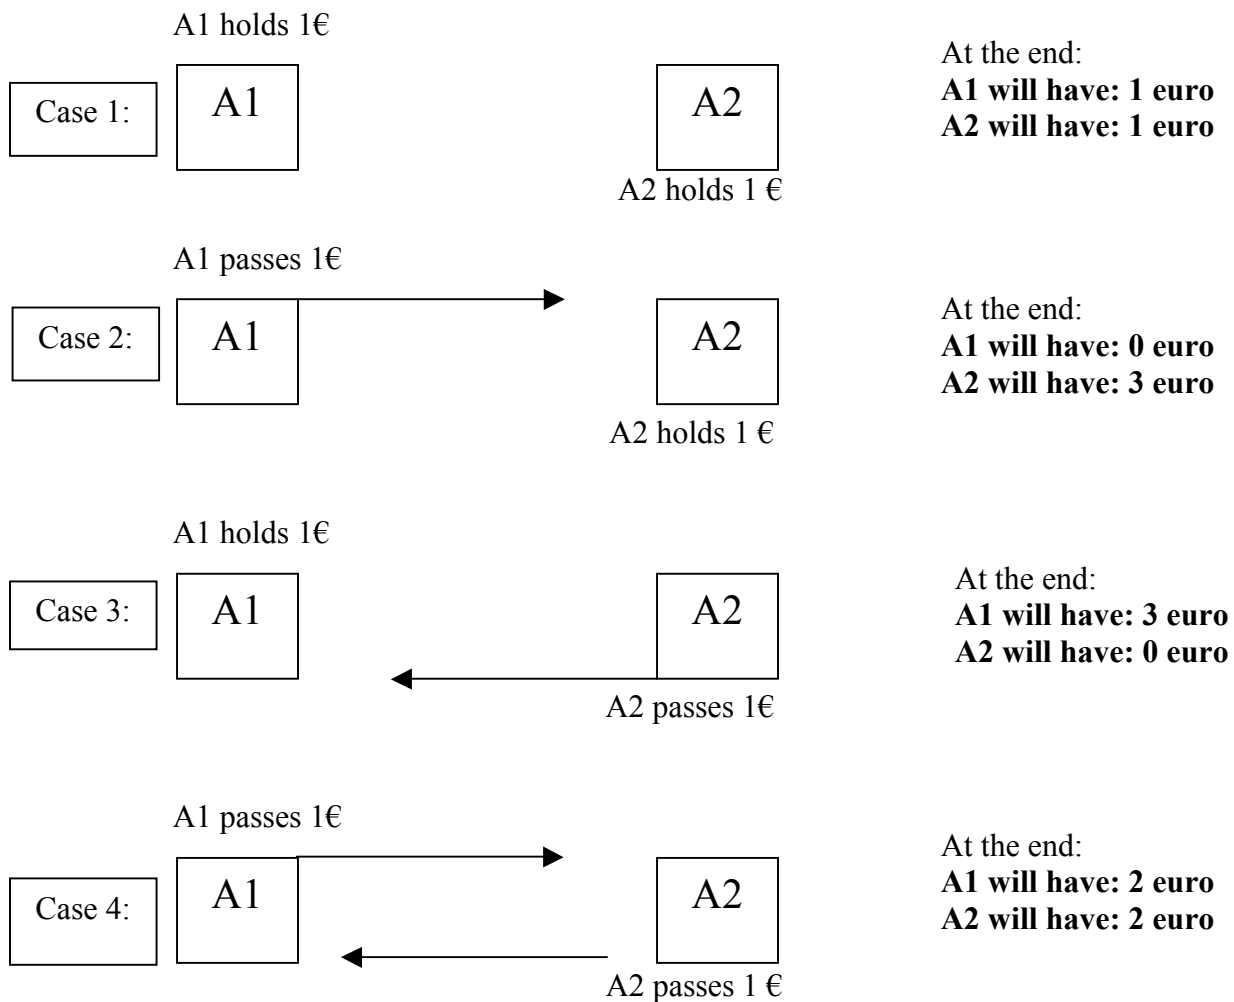 A1 holds 1€
Case 1:
A1
A2
At the end:
A1 will have: 1 euro
A2 will have: 1 euro
A2 holds 1 €
A1 passes 1€
Case 2:
A1
A2
At the end:
A1 will have: 0 euro
A2 will have: 3 euro
A2 holds 1 €
A1 holds 1€
Case 3:
A1
A2
At the end:
A1 will have: 3 euro
A2 will have: 0 euro
A2 passes 1€
A1 passes 1€
Case 4:
A1
A2
At the end:
A1 will have: 2 euro
A2 will have: 2 euro
A2 passes 1 €